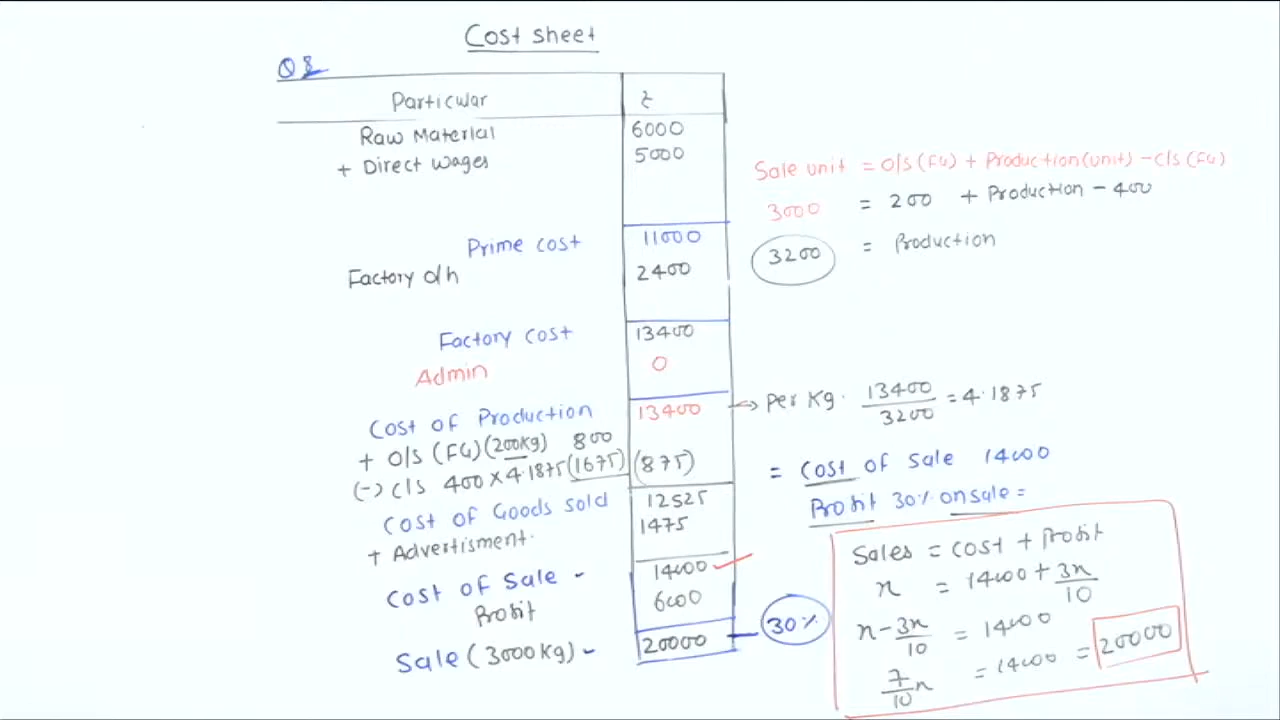 Cost sheet
Q 8
Particular ₹
Raw Material 6000
+ Direct wages 5000
Prime cost 11000
Factory o/h 2400
Factory cost 13400
Admin 0
Cost of Production 13400
+ O/S (FG) (200kg) 800
(-) C/S 400 x 4.1875 (1675) (875)
Cost of Goods sold 12525
+ Advertisment. 1475
Cost of Sale - 14000
Profit 6000
Sale (3000kg) - 20000
30%
Sale unit = O/S (FG) + Production (unit) - C/S (FG)
3000 = 200 + Production - 400
3200 = Production
→ Per Kg. 13400/3200 = 4.1875
= Cost of Sale 14000
Profit 30% on sale =
Sales = Cost + Profit
x = 14000 + 3x/10
x - 3x/10 = 14000
7/10 x = 14000 = 20000